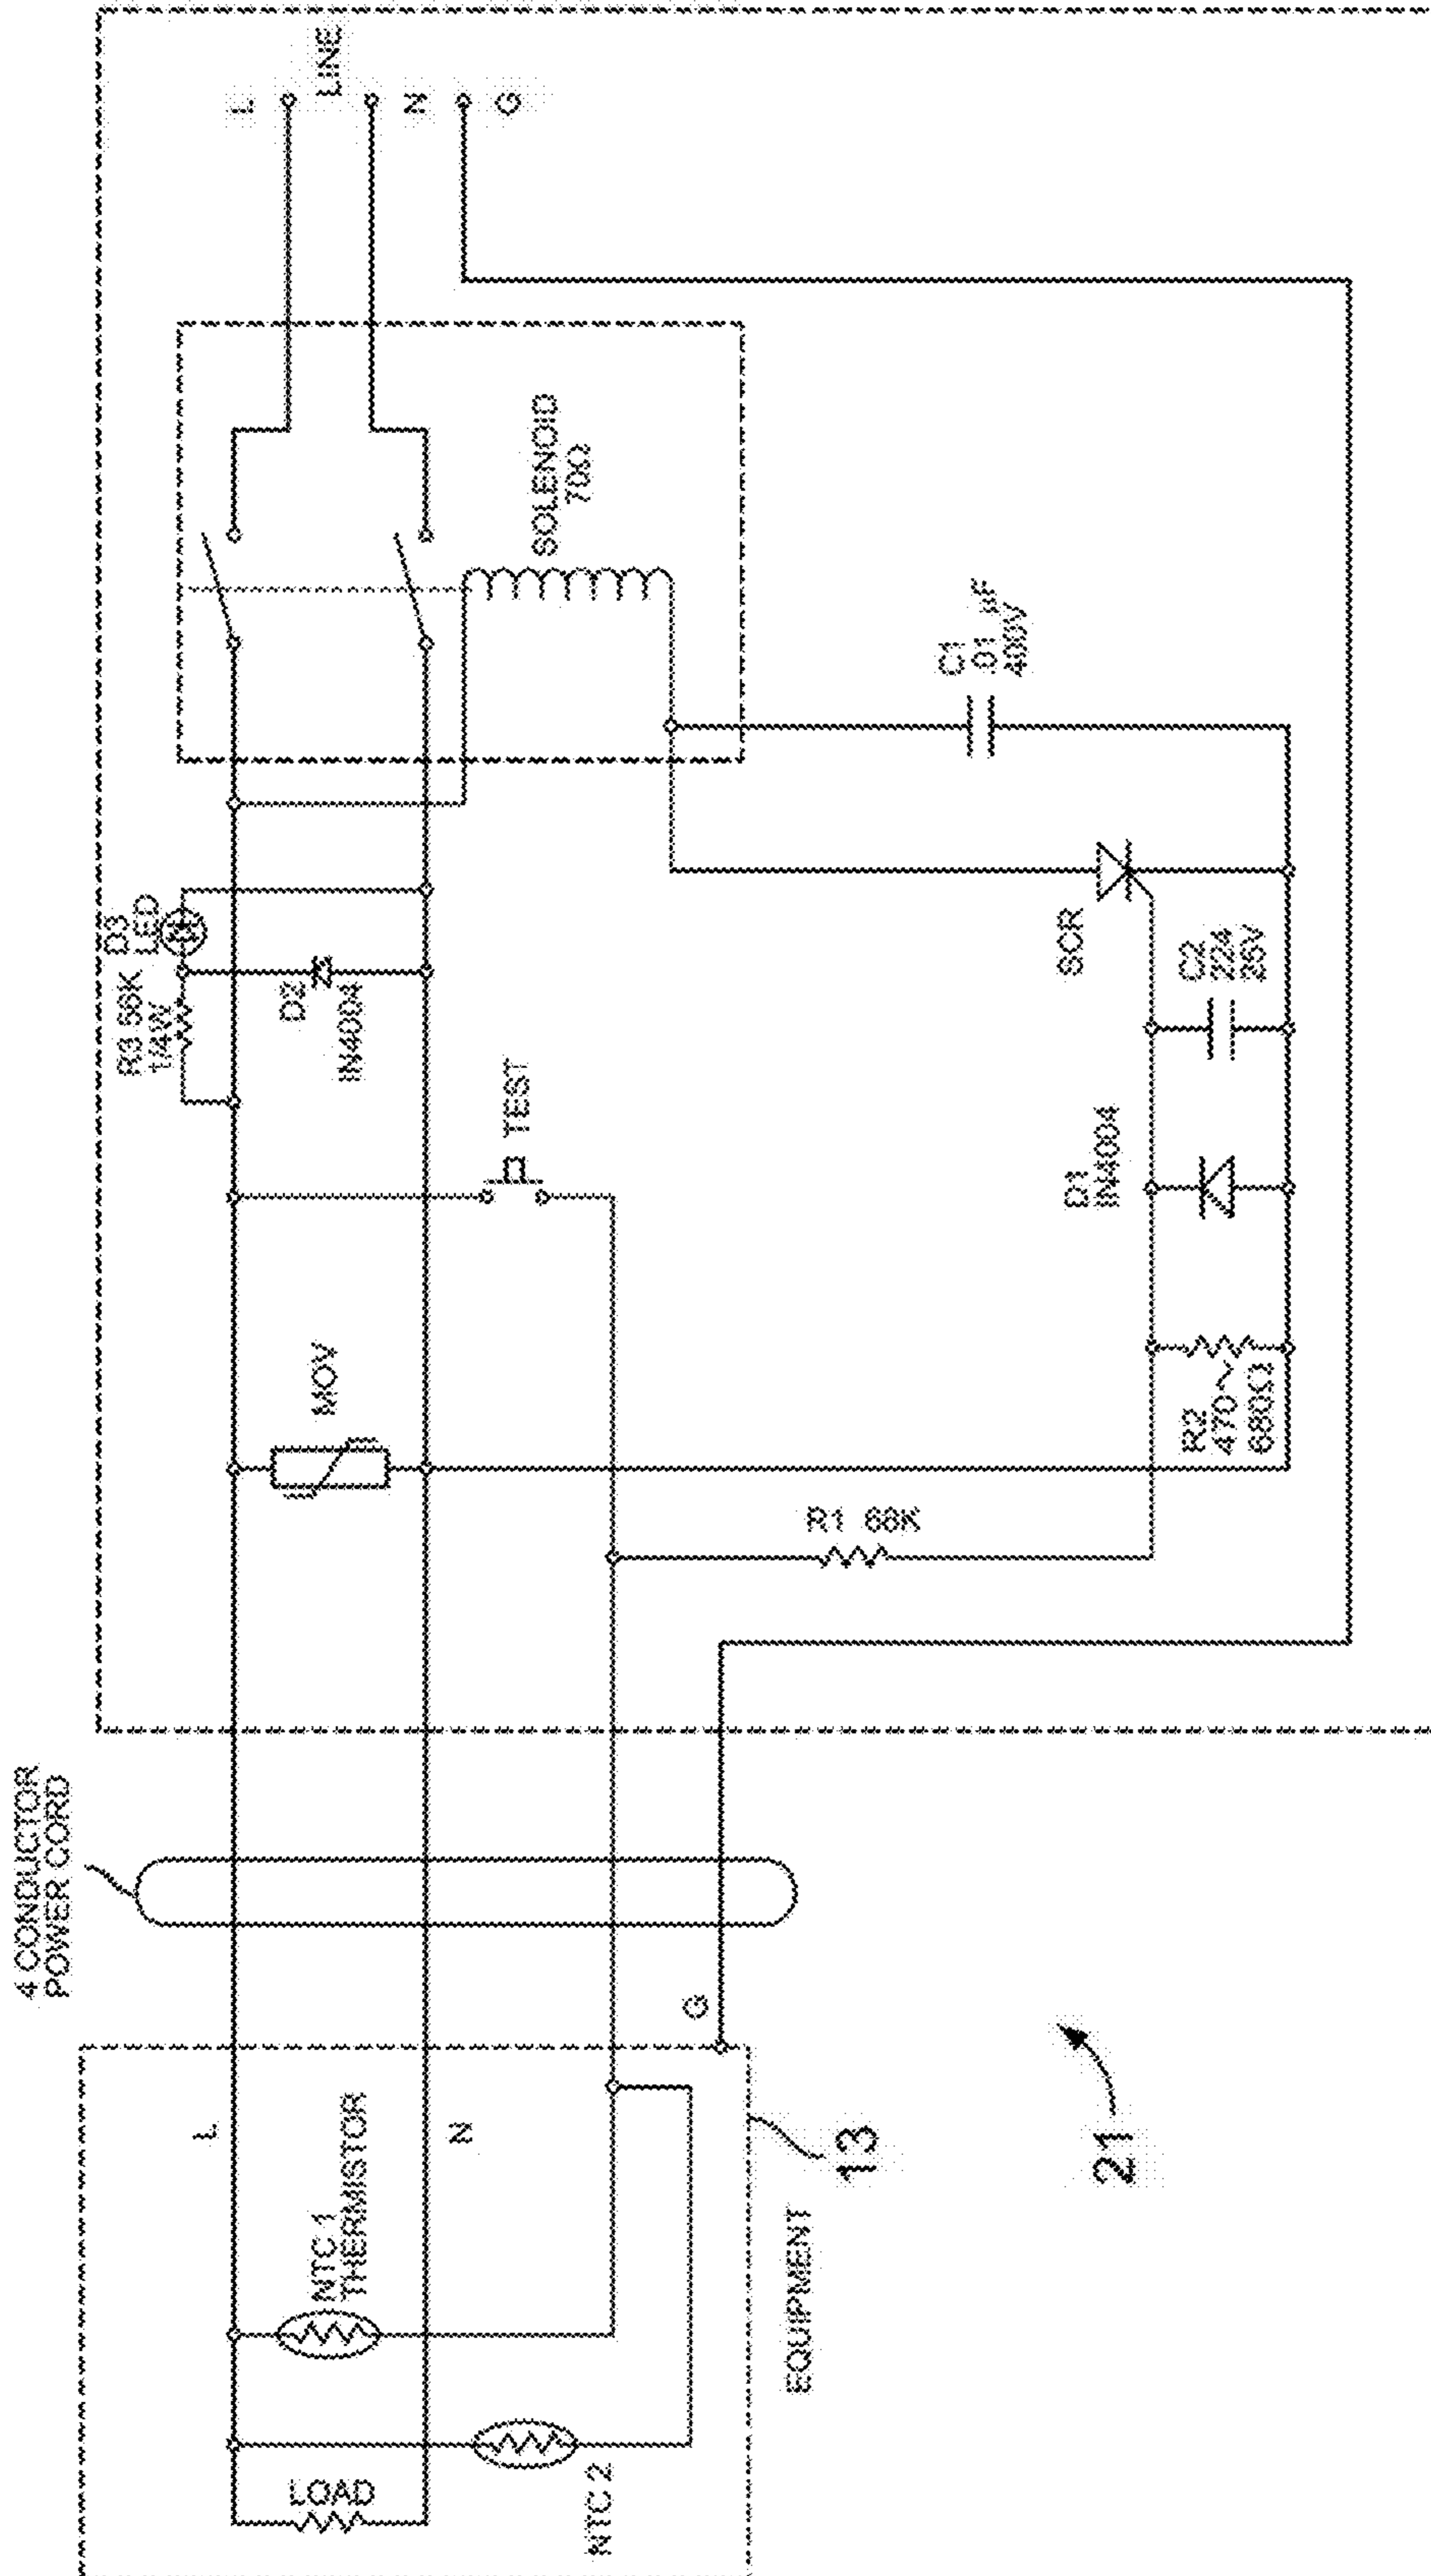 4 CONDUCTOR
POWER CORD
LINE
L
N
G
SOLENOID
70Ω
D3
LED
R3 56K
1/4W
D2
IN4004
TEST
MOV
C1
.01 uF
400V
SCR
C2
224
25V
D1
IN4004
R2
470~
680Ω
R1 68K
G
L
N
NTC 1
THERMISTOR
NTC 2
LOAD
EQUIPMENT
13
21